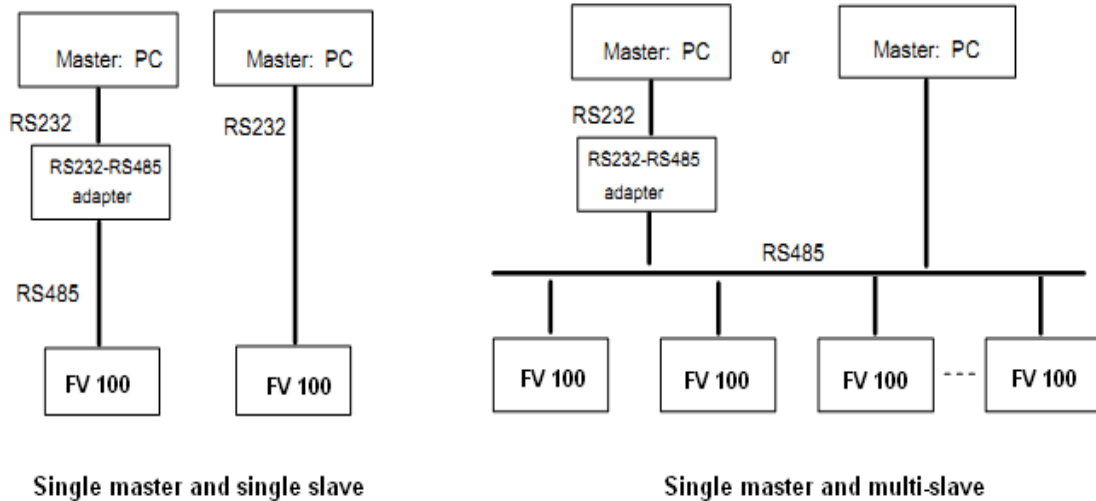 Master: PC
Master: PC
RS232
RS232
RS232-RS485
adapter
RS485
FV 100
FV 100
Single master and single slave
Master: PC
or
Master: PC
RS232
RS232-RS485
adapter
RS485
FV 100
FV 100
FV 100
---
FV 100
Single master and multi-slave